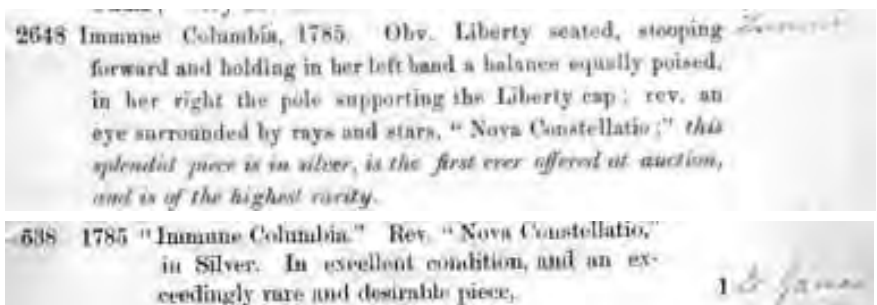 2648 Immune Columbia, 1785. Obv. Liberty seated, stooping
forward and holding in her left hand a balance equally poised,
in her right the pole supporting the Liberty cap; rev. an
eye surrounded by rays and stars, "Nova Constellatio;" this
splendid piece is in silver, is the first ever offered at auction,
and is of the highest rarity.
538 1785 "Immune Columbia." Rev. "Nova Constellatio,"
in Silver. In excellent condition, and an ex-
ceedingly rare and desirable piece, 1